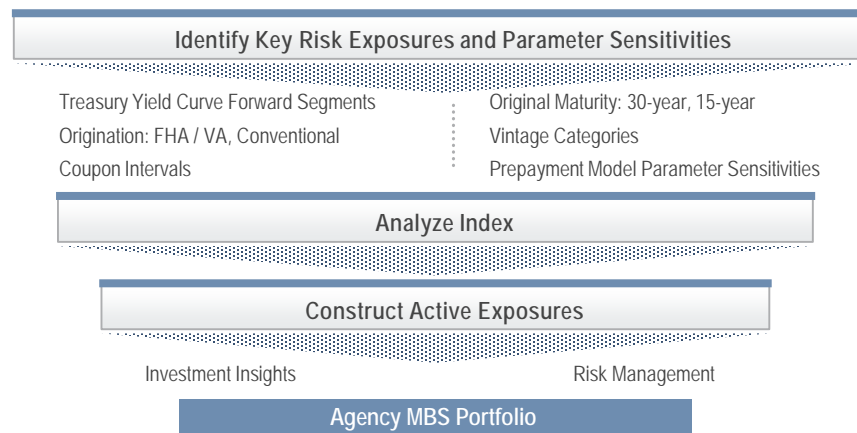 Identify Key Risk Exposures and Parameter Sensitivities
Treasury Yield Curve Forward Segments
Origination: FHA / VA, Conventional
Coupon Intervals
Original Maturity: 30-year, 15-year
Vintage Categories
Prepayment Model Parameter Sensitivities
Analyze Index
Construct Active Exposures
Investment Insights
Risk Management
Agency MBS Portfolio